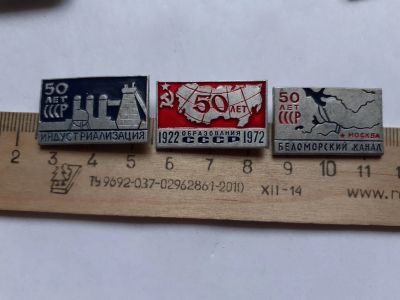 50
ЛЕТ
СССР
ИНДУСТРИАЛИЗАЦИЯ
50 ЛЕТ
ОБРАЗОВАНИЯ
1922 СССР 1972
50
ЛЕТ
СССР
МОСКВА
БЕЛОМОРСКИЙ КАНАЛ
2 3 4 5 6 7 8 9 10 11
ТУ 9692-037-02962861-2010 XII-14